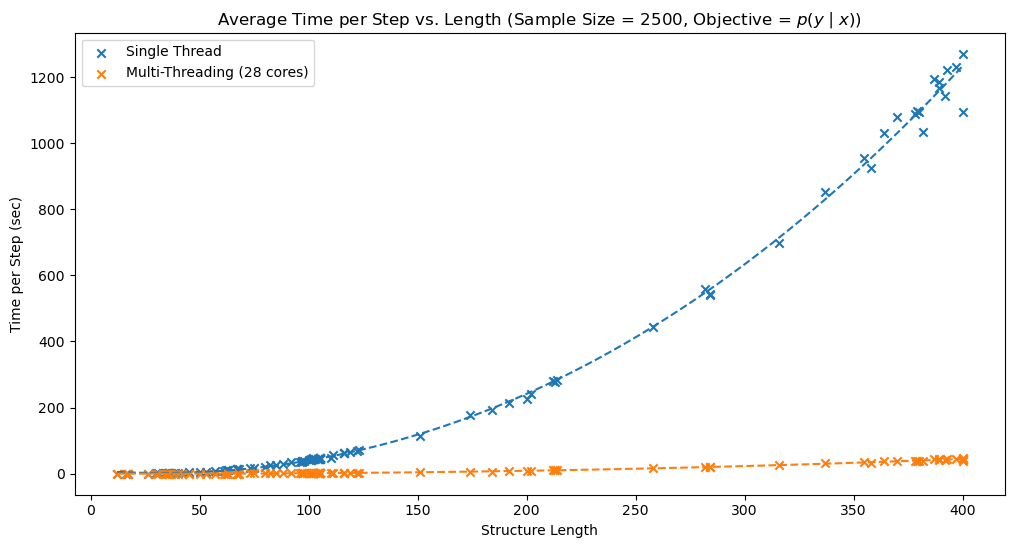 Average Time per Step vs. Length (Sample Size = 2500, Objective = p(y | x))
Single Thread
Multi-Threading (28 cores)
Time per Step (sec)
1200
1000
800
600
400
200
0
0 50 100 150 200 250 300 350 400
Structure Length